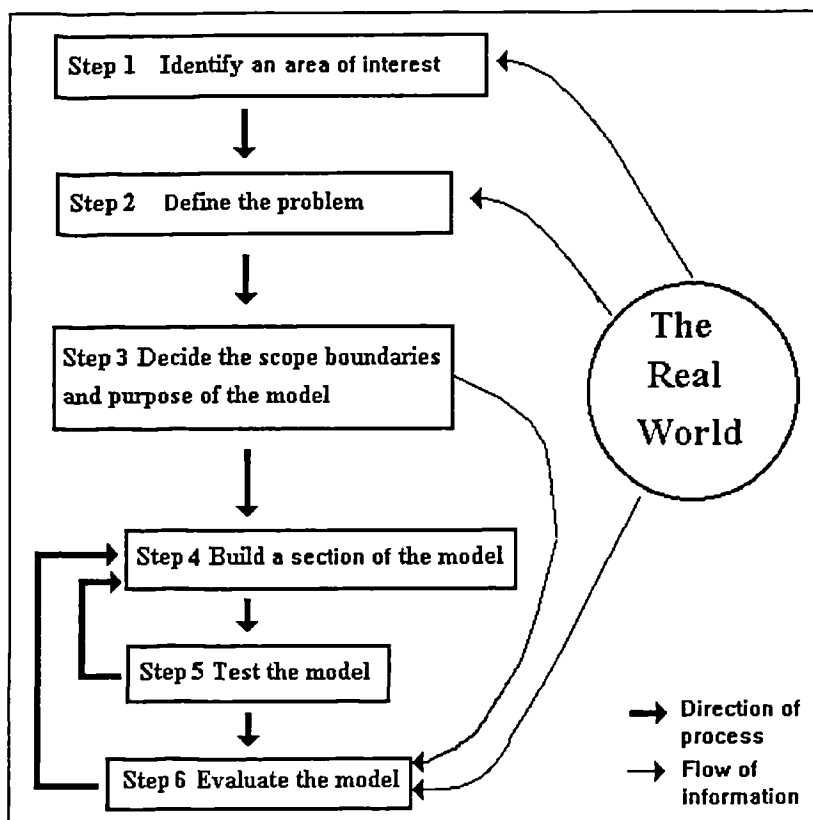 Step 1 Identify an area of interest
Step 2 Define the problem
Step 3 Decide the scope boundaries
and purpose of the model
The
Real
World
Step 4 Build a section of the model
Step 5 Test the model
Step 6 Evaluate the model
Direction of
process
Flow of
information